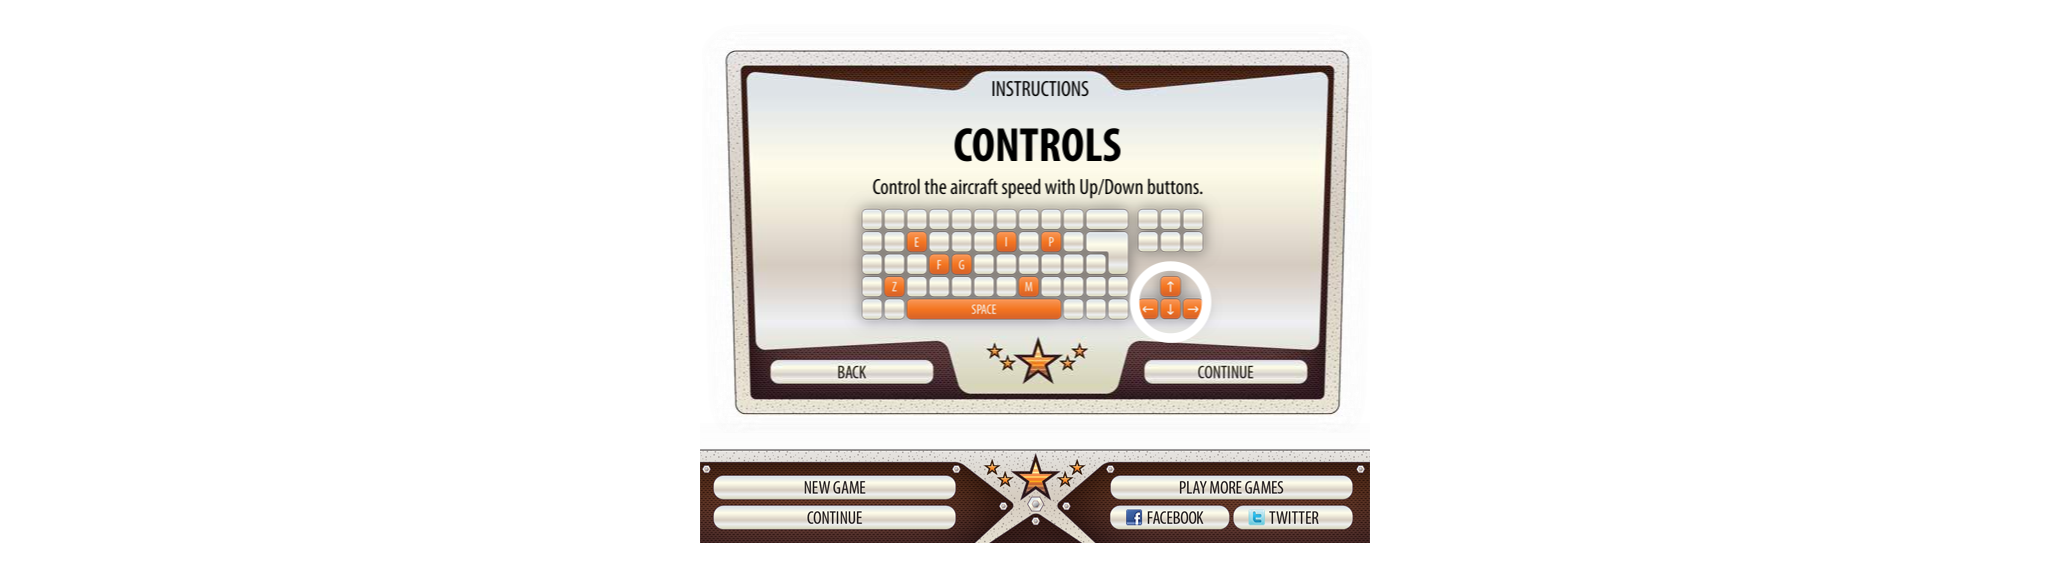 INSTRUCTIONS
CONTROLS
Control the aircraft speed with Up/Down buttons.
E I P
F G
Z M ↑
SPACE ← ↓ →
BACK CONTINUE
NEW GAME PLAY MORE GAMES
CONTINUE FACEBOOK TWITTER